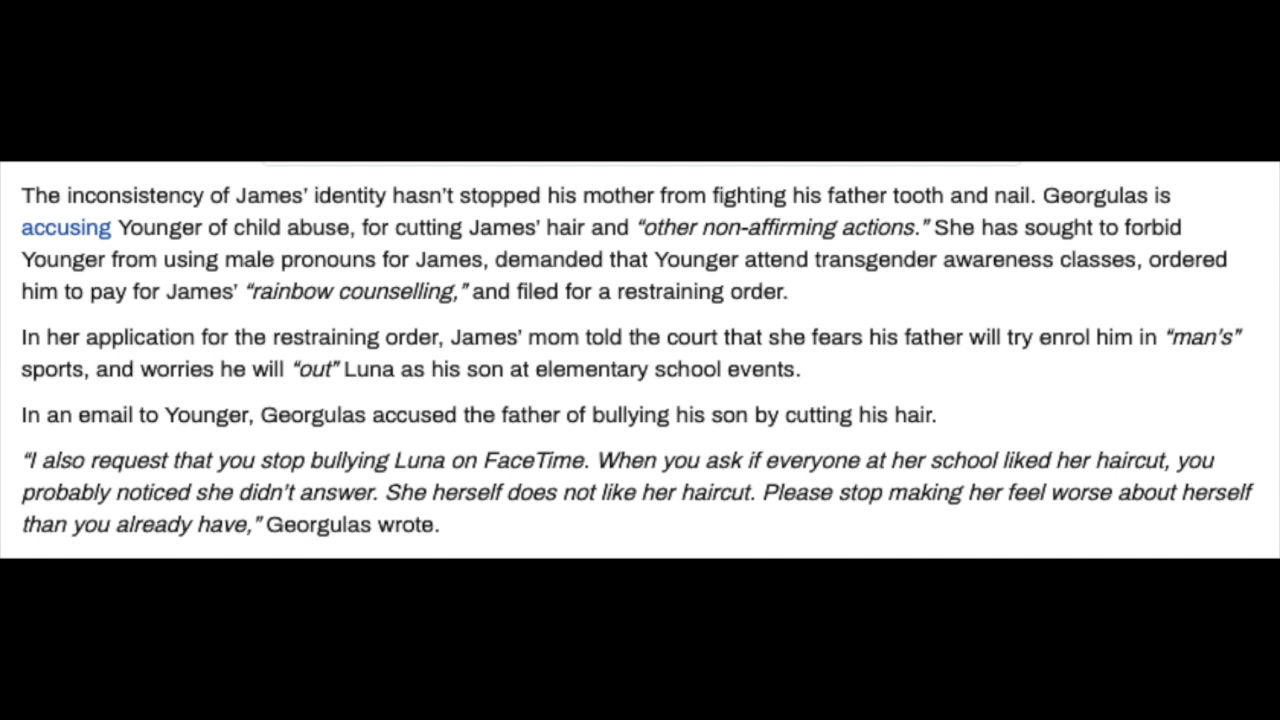 The inconsistency of James’ identity hasn’t stopped his mother from fighting his father tooth and nail. Georgulas is
accusing Younger of child abuse, for cutting James’ hair and “other non-affirming actions.” She has sought to forbid
Younger from using male pronouns for James, demanded that Younger attend transgender awareness classes, ordered
him to pay for James’ “rainbow counselling,” and filed for a restraining order.
In her application for the restraining order, James’ mom told the court that she fears his father will try enrol him in “man’s”
sports, and worries he will “out” Luna as his son at elementary school events.
In an email to Younger, Georgulas accused the father of bullying his son by cutting his hair.
“I also request that you stop bullying Luna on FaceTime. When you ask if everyone at her school liked her haircut, you
probably noticed she didn’t answer. She herself does not like her haircut. Please stop making her feel worse about herself
than you already have,” Georgulas wrote.